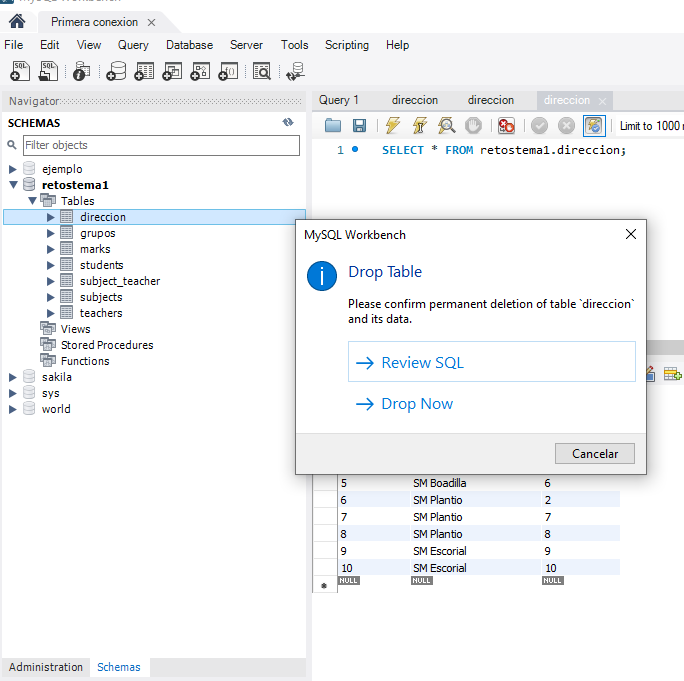 MySQL Workbench
Primera conexion
File Edit View Query Database Server Tools Scripting Help
Navigator
SCHEMAS
Filter objects
ejemplo
retostema1
Tables
direccion
grupos
marks
students
subject_teacher
subjects
teachers
Views
Stored Procedures
Functions
sakila
sys
world
Administration Schemas
Query 1 direccion direccion direccion
Limit to 1000
1 SELECT * FROM retostema1.direccion;
MySQL Workbench
Drop Table
Please confirm permanent deletion of table `direccion`
and its data.
Review SQL
Drop Now
Cancelar
5 SM Boadilla 6
6 SM Plantio 2
7 SM Plantio 7
8 SM Plantio 8
9 SM Escorial 9
10 SM Escorial 10
NULL NULL NULL